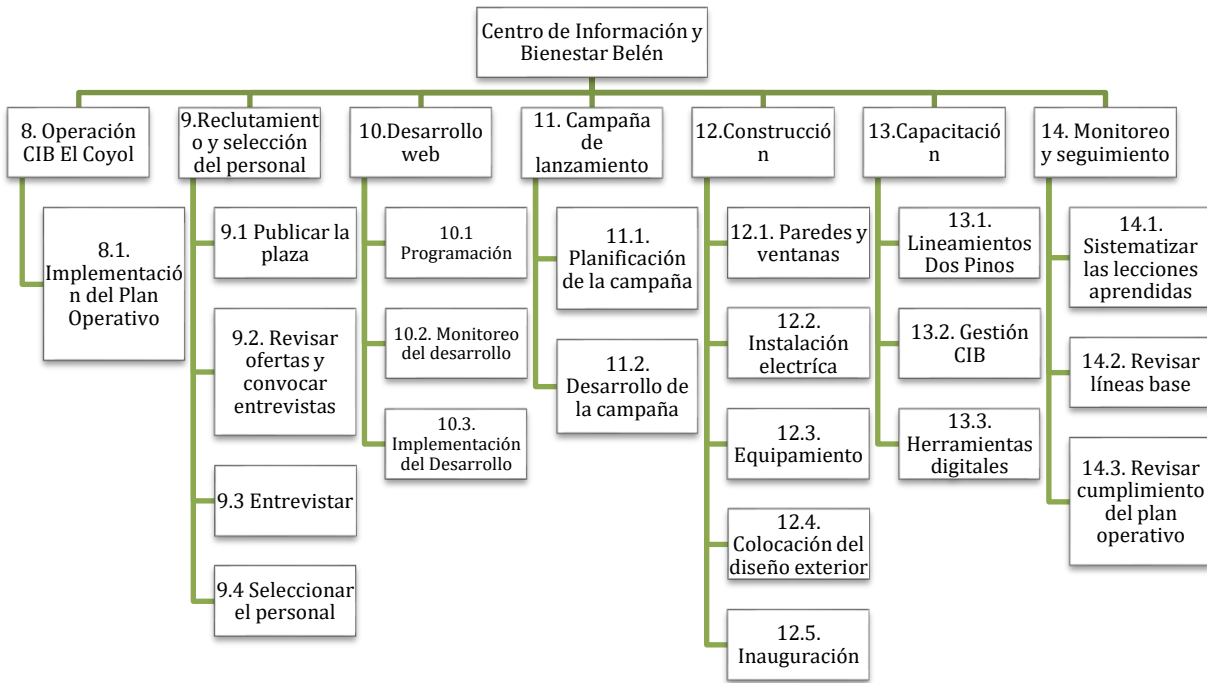 Centro de Información y
Bienestar Belén
8. Operación
CIB El Coyol
8.1.
Implementació
n del Plan
Operativo
9.Reclutamient
o y selección
del personal
9.1 Publicar la
plaza
9.2. Revisar
ofertas y
convocar
entrevistas
9.3 Entrevistar
9.4 Seleccionar
el personal
10.Desarrollo
web
10.1
Programación
10.2. Monitoreo
del desarrollo
10.3.
Implementación
del Desarrollo
11. Campaña
de
lanzamiento
11.1.
Planificación
de la campaña
11.2.
Desarrollo de
la campaña
12.Construcció
n
12.1. Paredes y
ventanas
12.2.
Instalación
electríca
12.3.
Equipamiento
12.4.
Colocación del
diseño exterior
12.5.
Inauguración
13.Capacitació
n
13.1.
Lineamientos
Dos Pinos
13.2. Gestión
CIB
13.3.
Herramientas
digitales
14. Monitoreo
y seguimiento
14.1.
Sistematizar
las lecciones
aprendidas
14.2. Revisar
líneas base
14.3. Revisar
cumplimiento
del plan
operativo